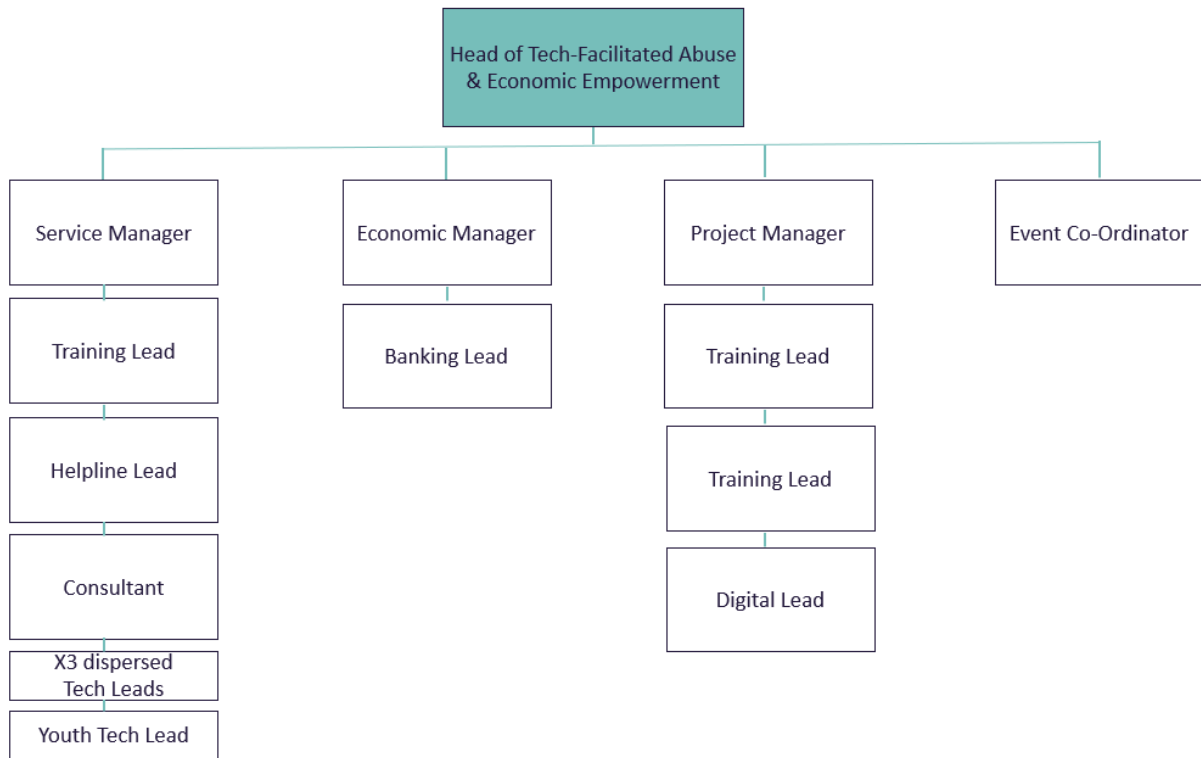 Head of Tech-Facilitated Abuse
& Economic Empowerment
Service Manager
Economic Manager
Project Manager
Event Co-Ordinator
Training Lead
Banking Lead
Training Lead
Helpline Lead
Training Lead
Consultant
Digital Lead
X3 dispersed
Tech Leads
Youth Tech Lead